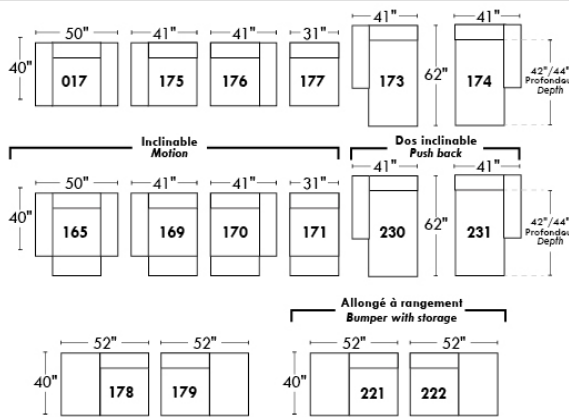 50" 41" 41" 31" 41" 41"
40" 017 175 176 177 173 62" 174 42"/44" Profondeur Depth
Inclinable Dos inclinable
Motion Push back
50" 41" 41" 31" 41" 41"
40" 165 169 170 171 230 62" 231 42"/44" Profondeur Depth
Allongé à rangement
Bumper with storage
52" 52" 52" 52"
40" 178 179 40" 221 222